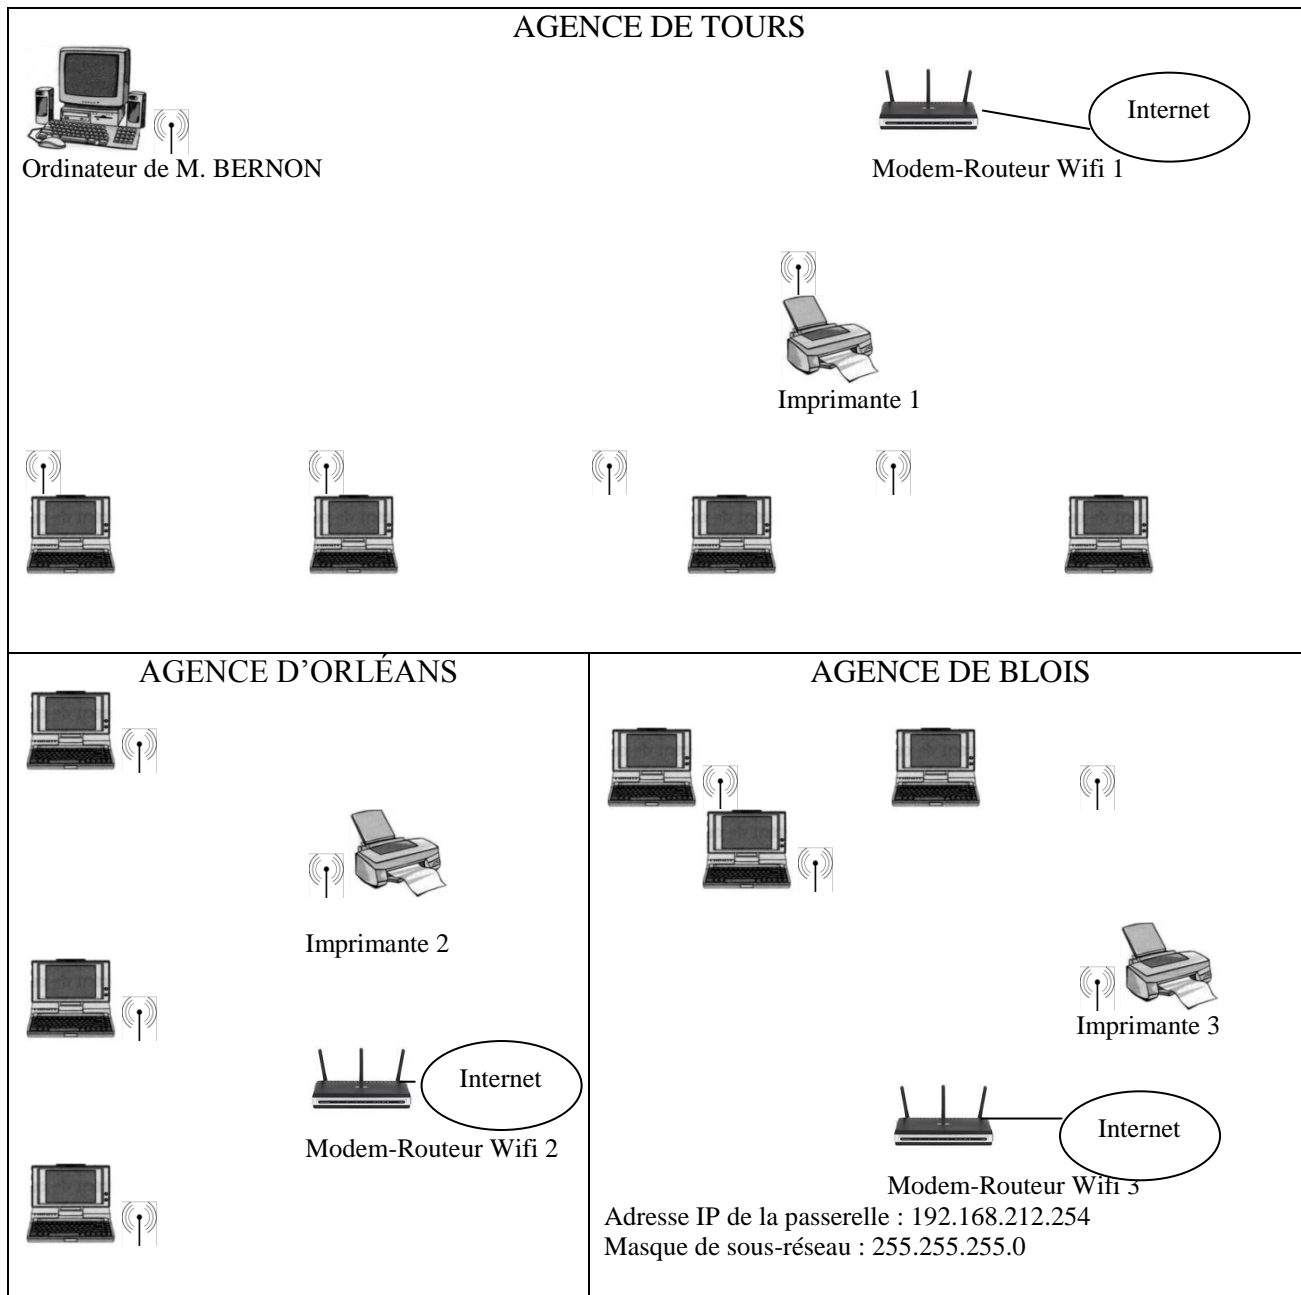 AGENCE DE TOURS
Internet
Ordinateur de M. BERNON
Modem-Routeur Wifi 1
Imprimante 1
AGENCE D’ORLÉANS
Imprimante 2
Internet
Modem-Routeur Wifi 2
AGENCE DE BLOIS
Imprimante 3
Internet
Modem-Routeur Wifi 3
Adresse IP de la passerelle : 192.168.212.254
Masque de sous-réseau : 255.255.255.0